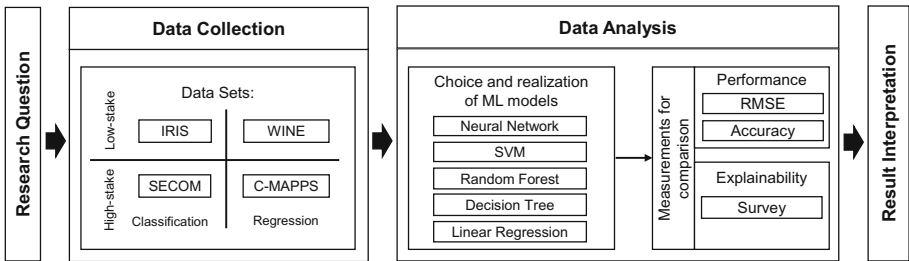 Research Question
Data Collection
Data Sets:
Low-stake
IRIS
WINE
High-stake
SECOM
C-MAPPS
Classification
Regression
Data Analysis
Choice and realization
of ML models
Neural Network
SVM
Random Forest
Decision Tree
Linear Regression
Measurements for
comparison
Performance
RMSE
Accuracy
Explainability
Survey
Result Interpretation